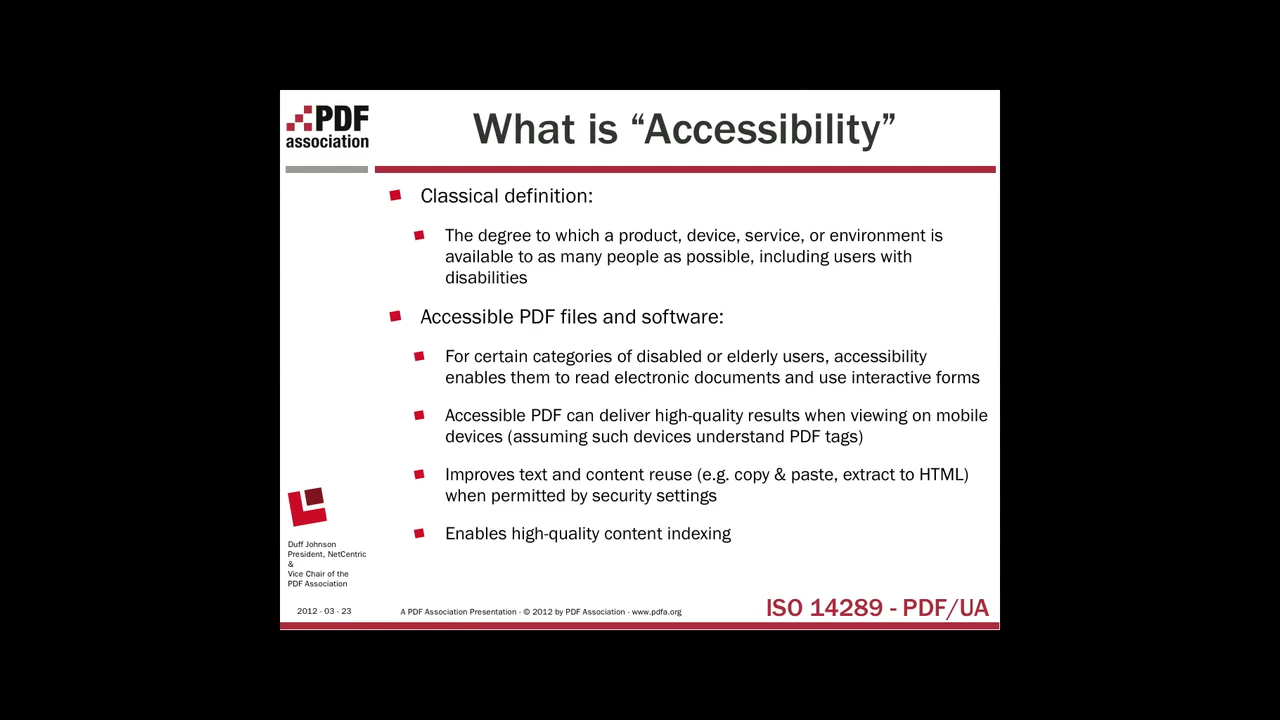 PDF
association
What is “Accessibility”
Classical definition:
The degree to which a product, device, service, or environment is
available to as many people as possible, including users with
disabilities
Accessible PDF files and software:
For certain categories of disabled or elderly users, accessibility
enables them to read electronic documents and use interactive forms
Accessible PDF can deliver high-quality results when viewing on mobile
devices (assuming such devices understand PDF tags)
Improves text and content reuse (e.g. copy & paste, extract to HTML)
when permitted by security settings
Enables high-quality content indexing
Duff Johnson
President, NetCentric
&
Vice Chair of the
PDF Association
2012 · 03 · 23
A PDF Association Presentation · © 2012 by PDF Association · www.pdfa.org
ISO 14289 - PDF/UA